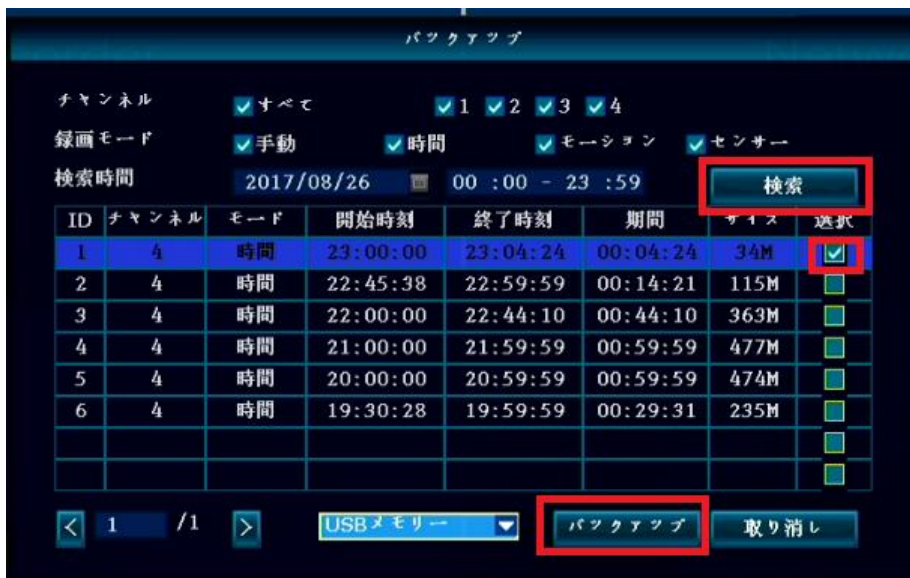 バックアップ
チャンネル すべて 1 2 3 4
録画モード 手動 時間 モーション センサー
検索時間 2017/08/26 00 :00 - 23 :59 検索
ID チャンネル モード 開始時刻 終了時刻 期間 サイズ 選択
1 4 時間 23:00:00 23:04:24 00:04:24 34M
2 4 時間 22:45:38 22:59:59 00:14:21 115M
3 4 時間 22:00:00 22:44:10 00:44:10 363M
4 4 時間 21:00:00 21:59:59 00:59:59 477M
5 4 時間 20:00:00 20:59:59 00:59:59 474M
6 4 時間 19:30:28 19:59:59 00:29:31 235M
< 1 /1 > USBメモリー バックアップ 取り消し